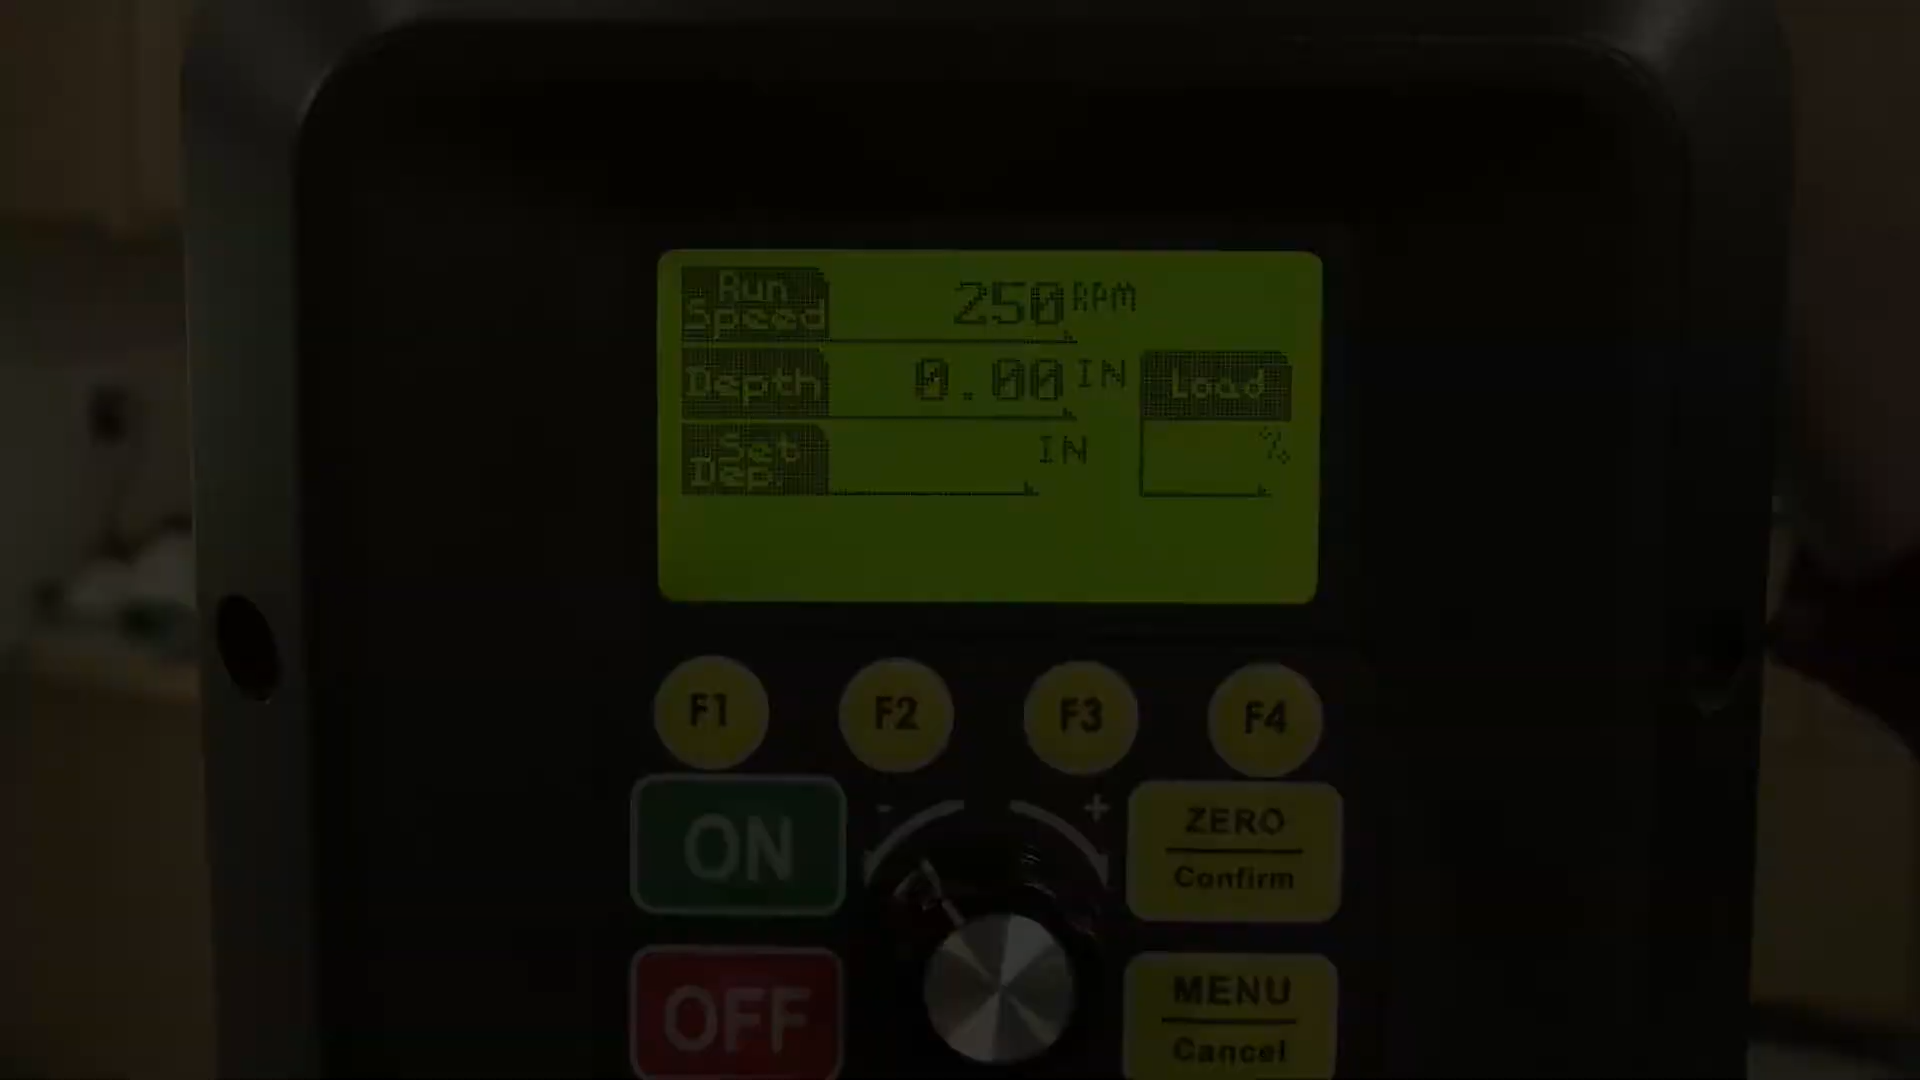 Run
Speed
250 RPM
Depth
0.00 IN
Load
Set
Dep.
IN
%
F1
F2
F3
F4
ON
- +
ZERO
Confirm
OFF
MENU
Cancel